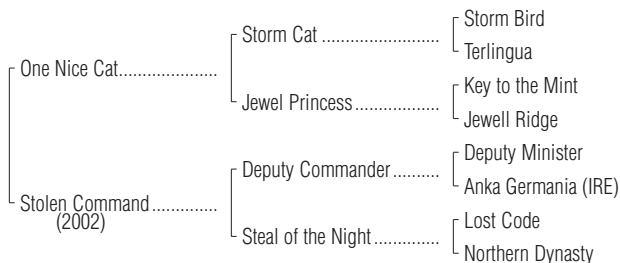 Storm Bird
Storm Cat ........................
Terlingua
One Nice Cat....................
Key to the Mint
Jewel Princess.................
Jewell Ridge
Deputy Minister
Deputy Commander..........
Anka Germania (IRE)
Stolen Command.............
(2002)
Lost Code
Steal of the Night.............
Northern Dynasty